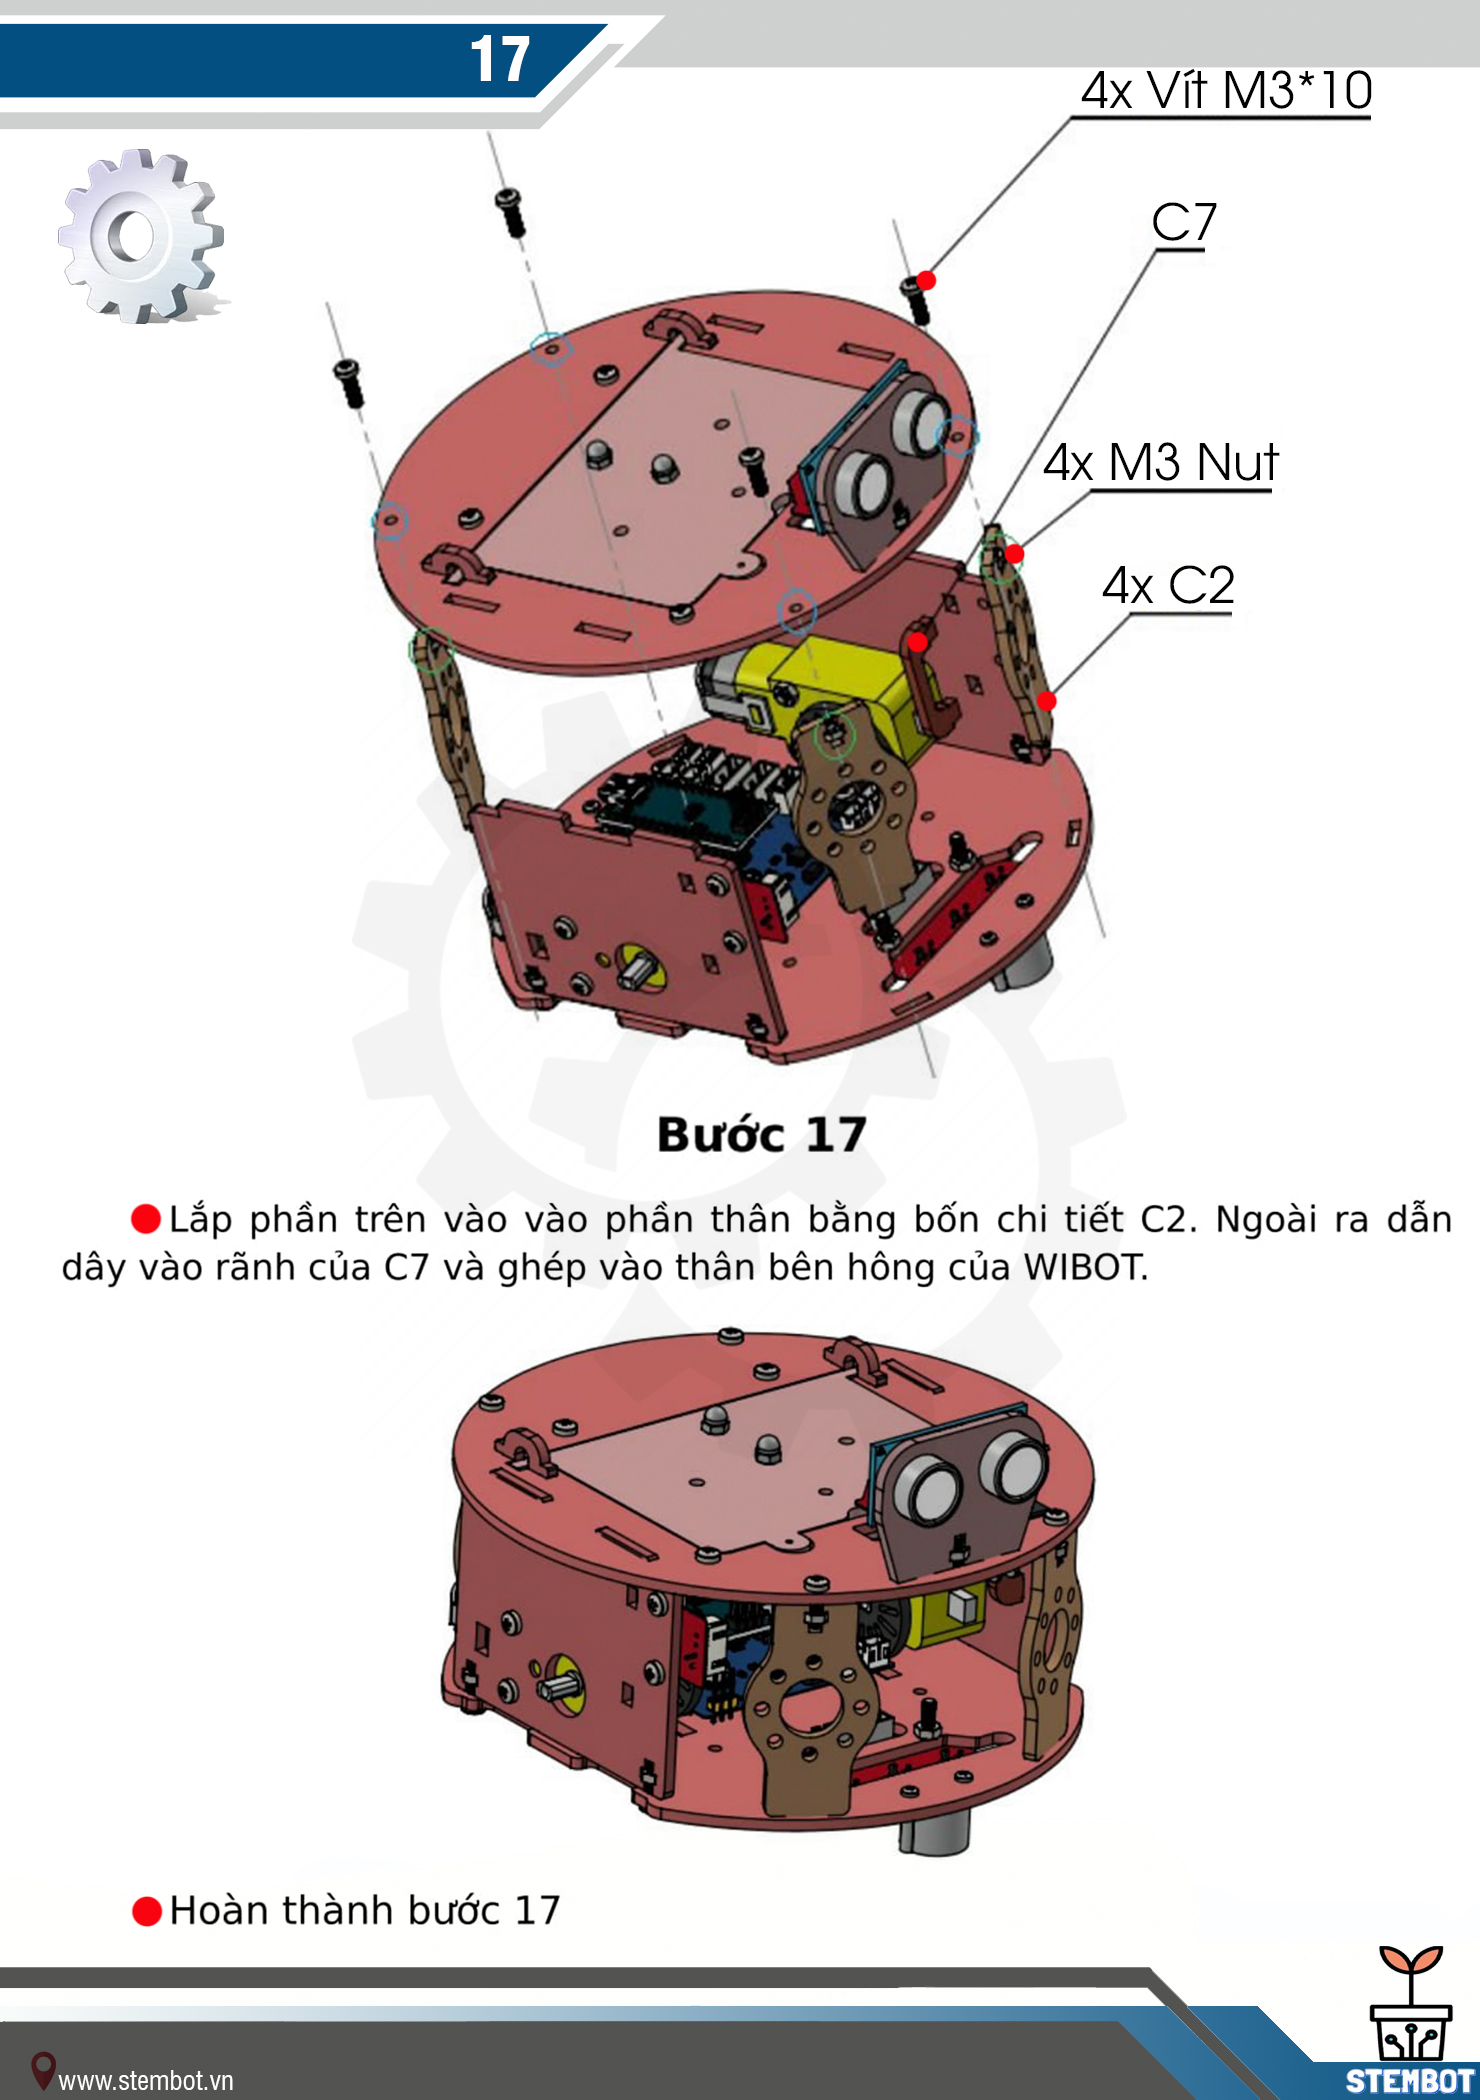 17
4x Vít M3*10
C7
4x M3 Nut
4x C2
Bước 17
Lắp phần trên vào vào phần thân bằng bốn chi tiết C2. Ngoài ra dẫn
dây vào rãnh của C7 và ghép vào thân bên hông của WIBOT.
Hoàn thành bước 17
www.stembot.vn
STEMBOT